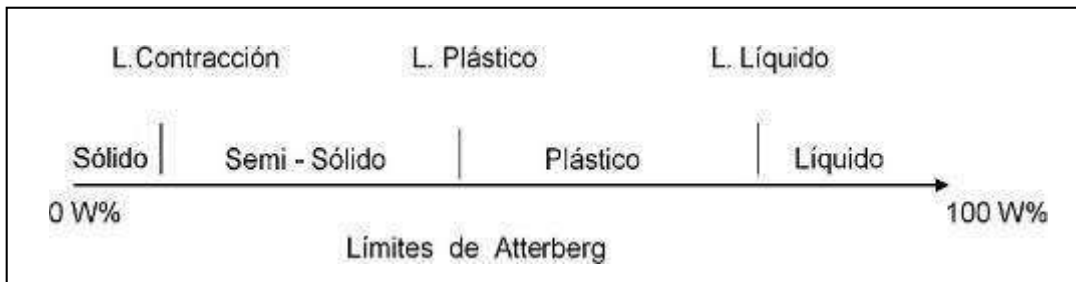 L.Contracción L. Plástico L. Líquido
Sólido Semi - Sólido Plástico Líquido
0 W% 100 W%
Límites de Atterberg